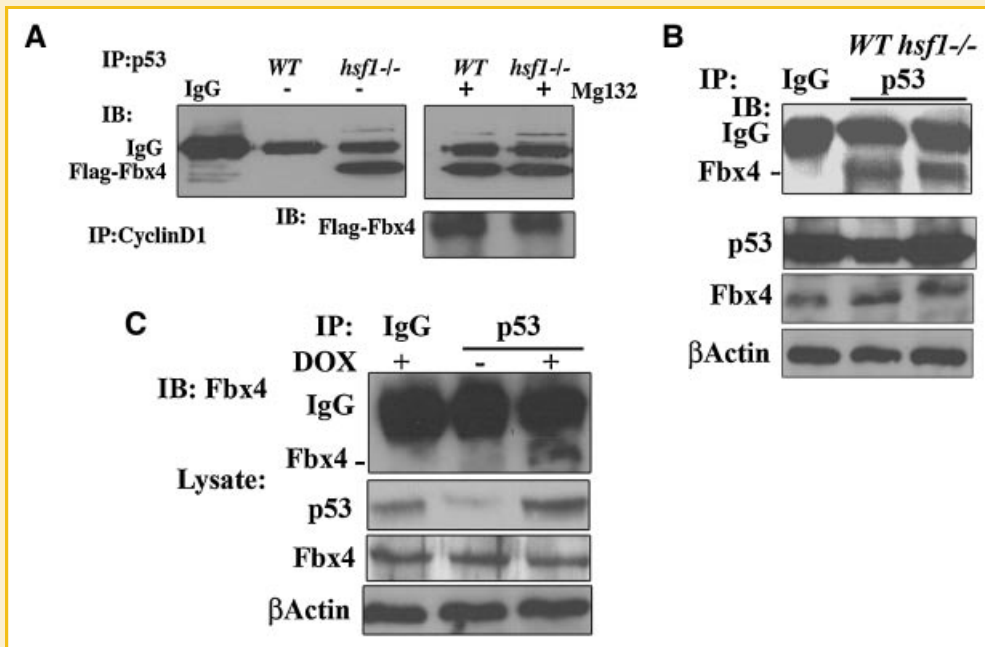 A
IP:p53
IgG
WT
-
hsf1-/-
-
WT
+
hsf1-/-
+
Mg132
IB:
IgG
Flag-Fbx4
IP:CyclinD1
IB:
Flag-Fbx4
B
WT hsf1-/-
IP: IgG p53
IB:
IgG
Fbx4 -
p53
Fbx4
βActin
C
IP: IgG p53
DOX + - +
IB: Fbx4
IgG
Fbx4 -
Lysate:
p53
Fbx4
βActin